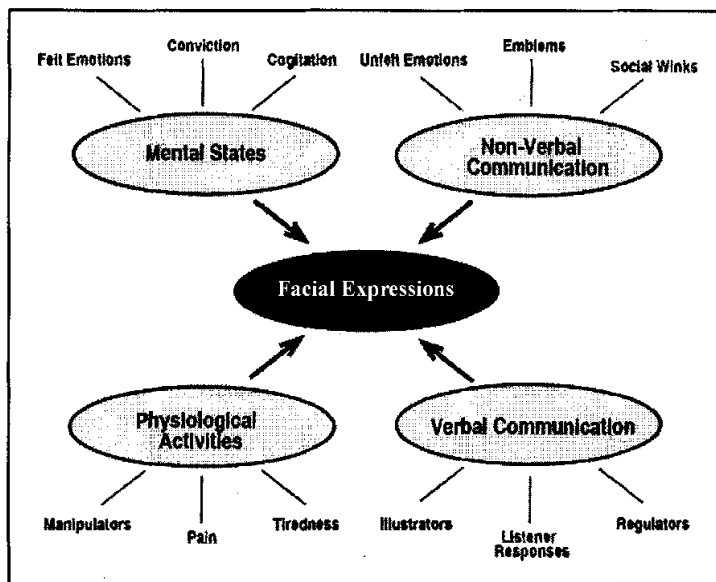 Felt Emotions
Conviction
Cogitation
Unfelt Emotions
Emblems
Social Winks
Mental States
Non-Verbal
Communication
Facial Expressions
Physiological
Activities
Verbal Communication
Manipulators
Pain
Tiredness
Illustrators
Listener
Responses
Regulators